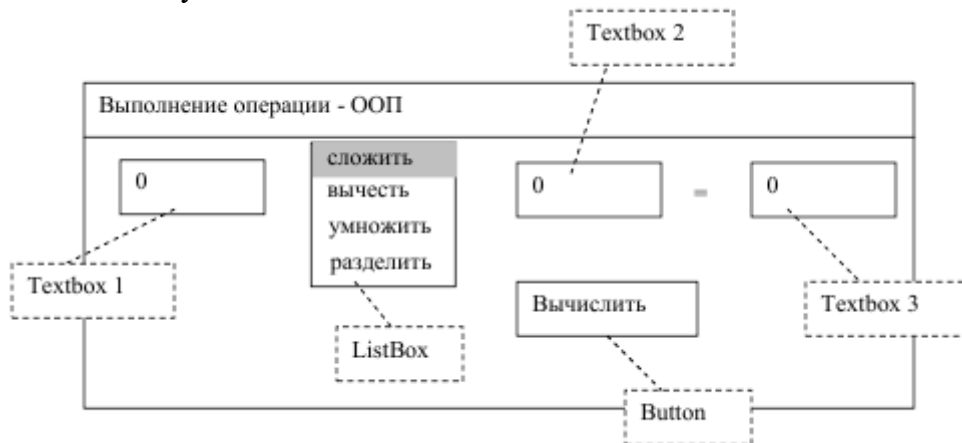 Textbox 2
Выполнение операции - ООП
0
сложить
вычесть
умножить
разделить
0
=
0
Textbox 1
ListBox
Вычислить
Textbox 3
Button